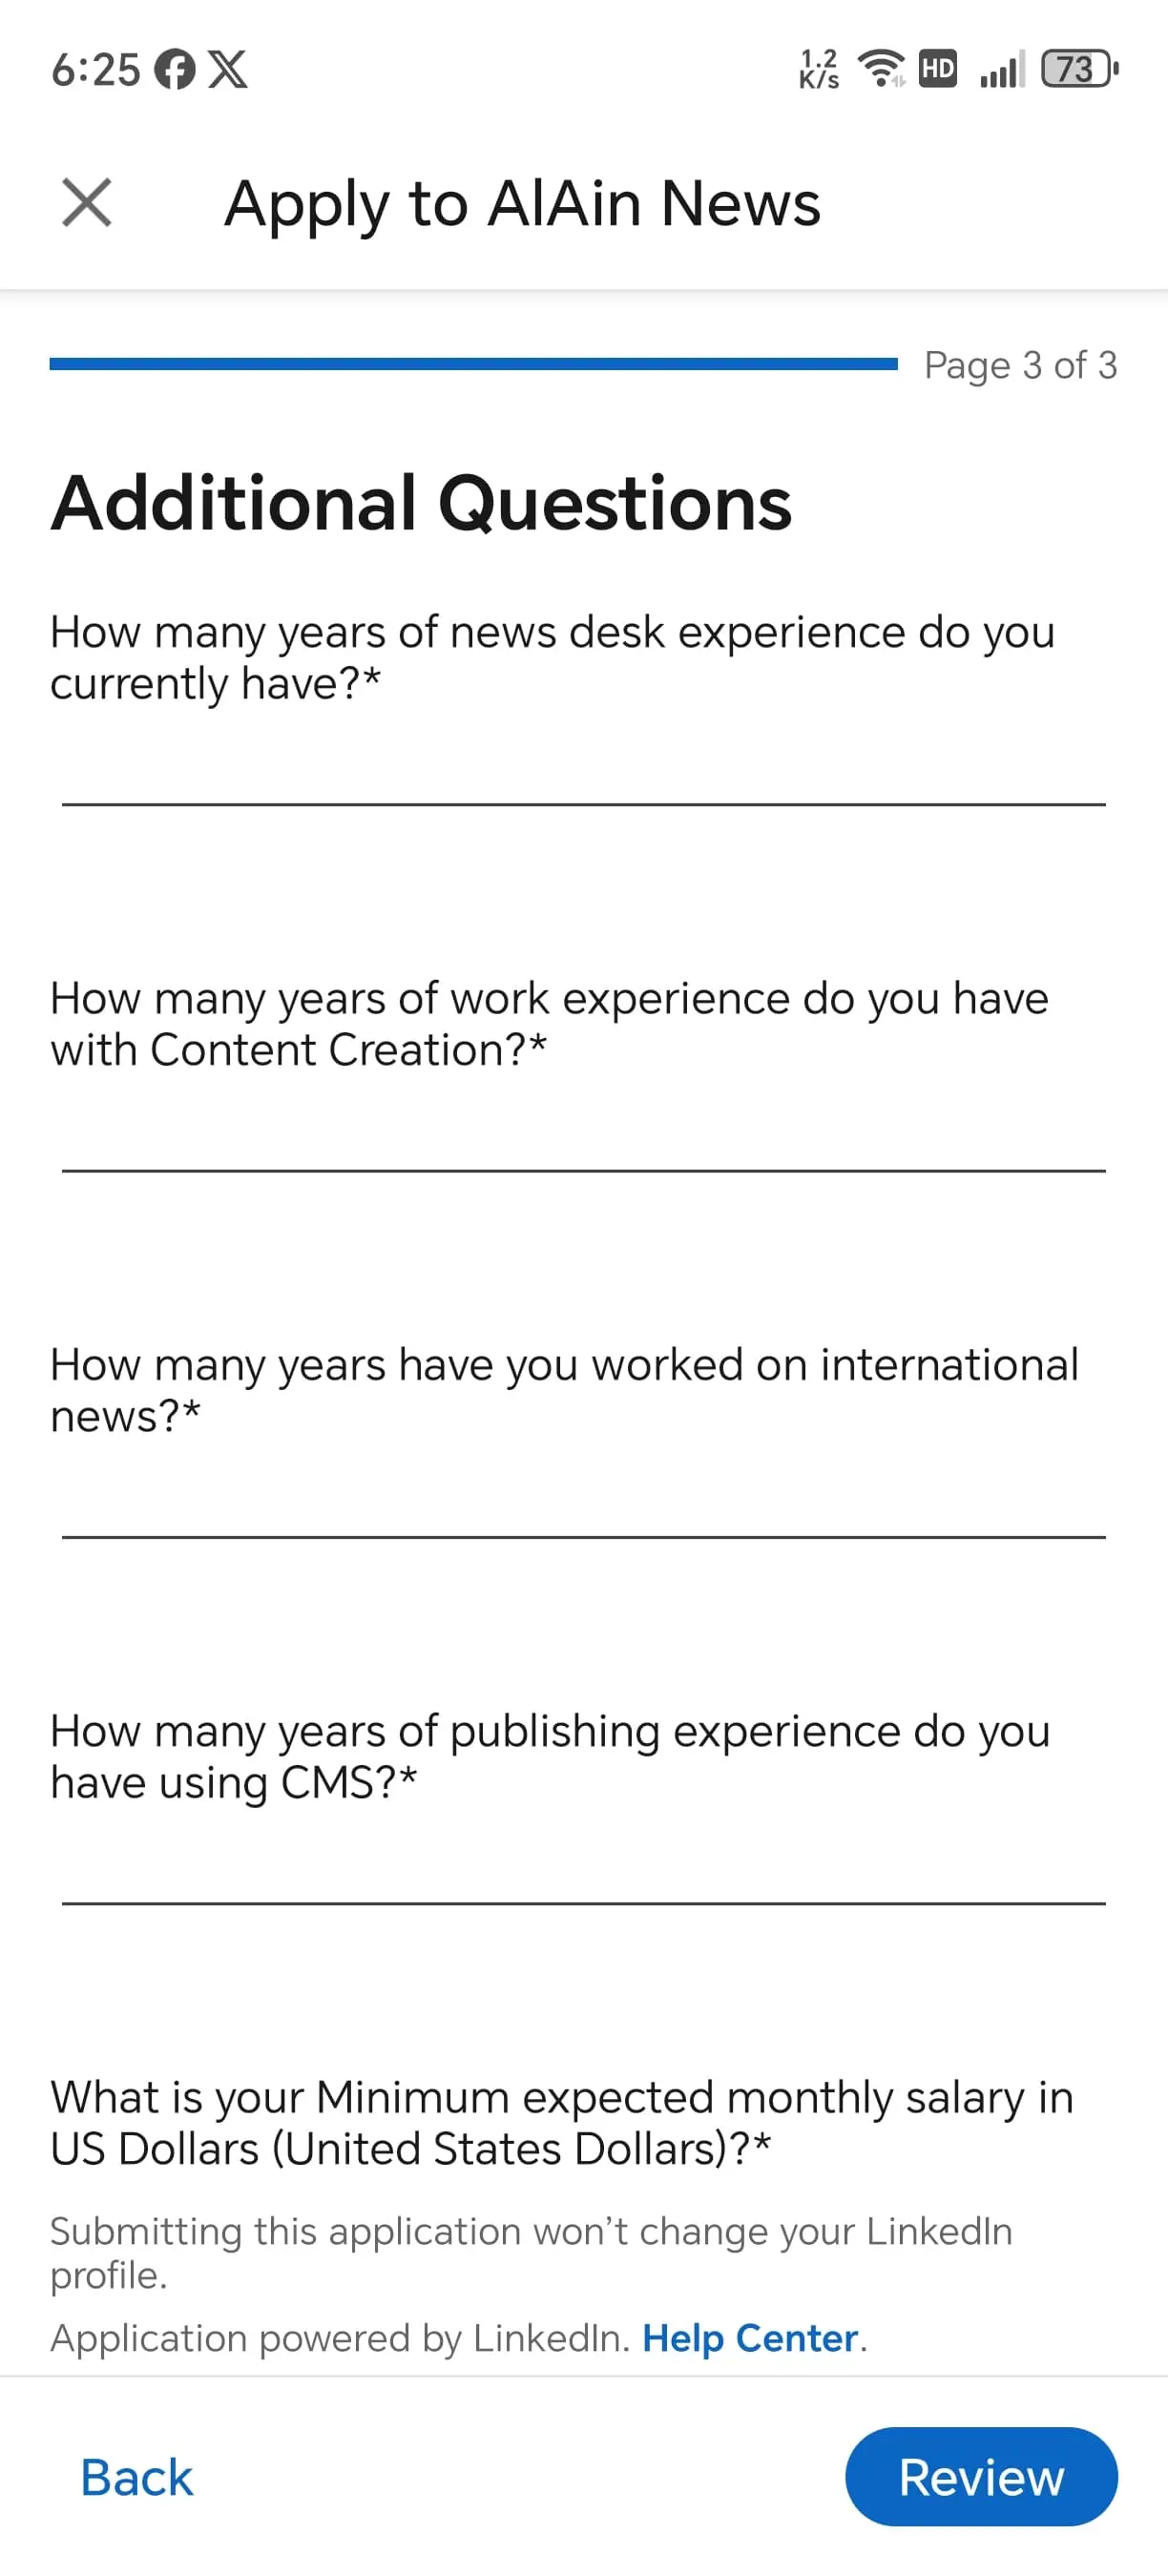 6:25
1.2
K/s
HD
73
Apply to AlAin News
Page 3 of 3
Additional Questions
How many years of news desk experience do you
currently have?*
How many years of work experience do you have
with Content Creation?*
How many years have you worked on international
news?*
How many years of publishing experience do you
have using CMS?*
What is your Minimum expected monthly salary in
US Dollars (United States Dollars)?*
Submitting this application won’t change your LinkedIn
profile.
Application powered by LinkedIn. Help Center.
Back
Review